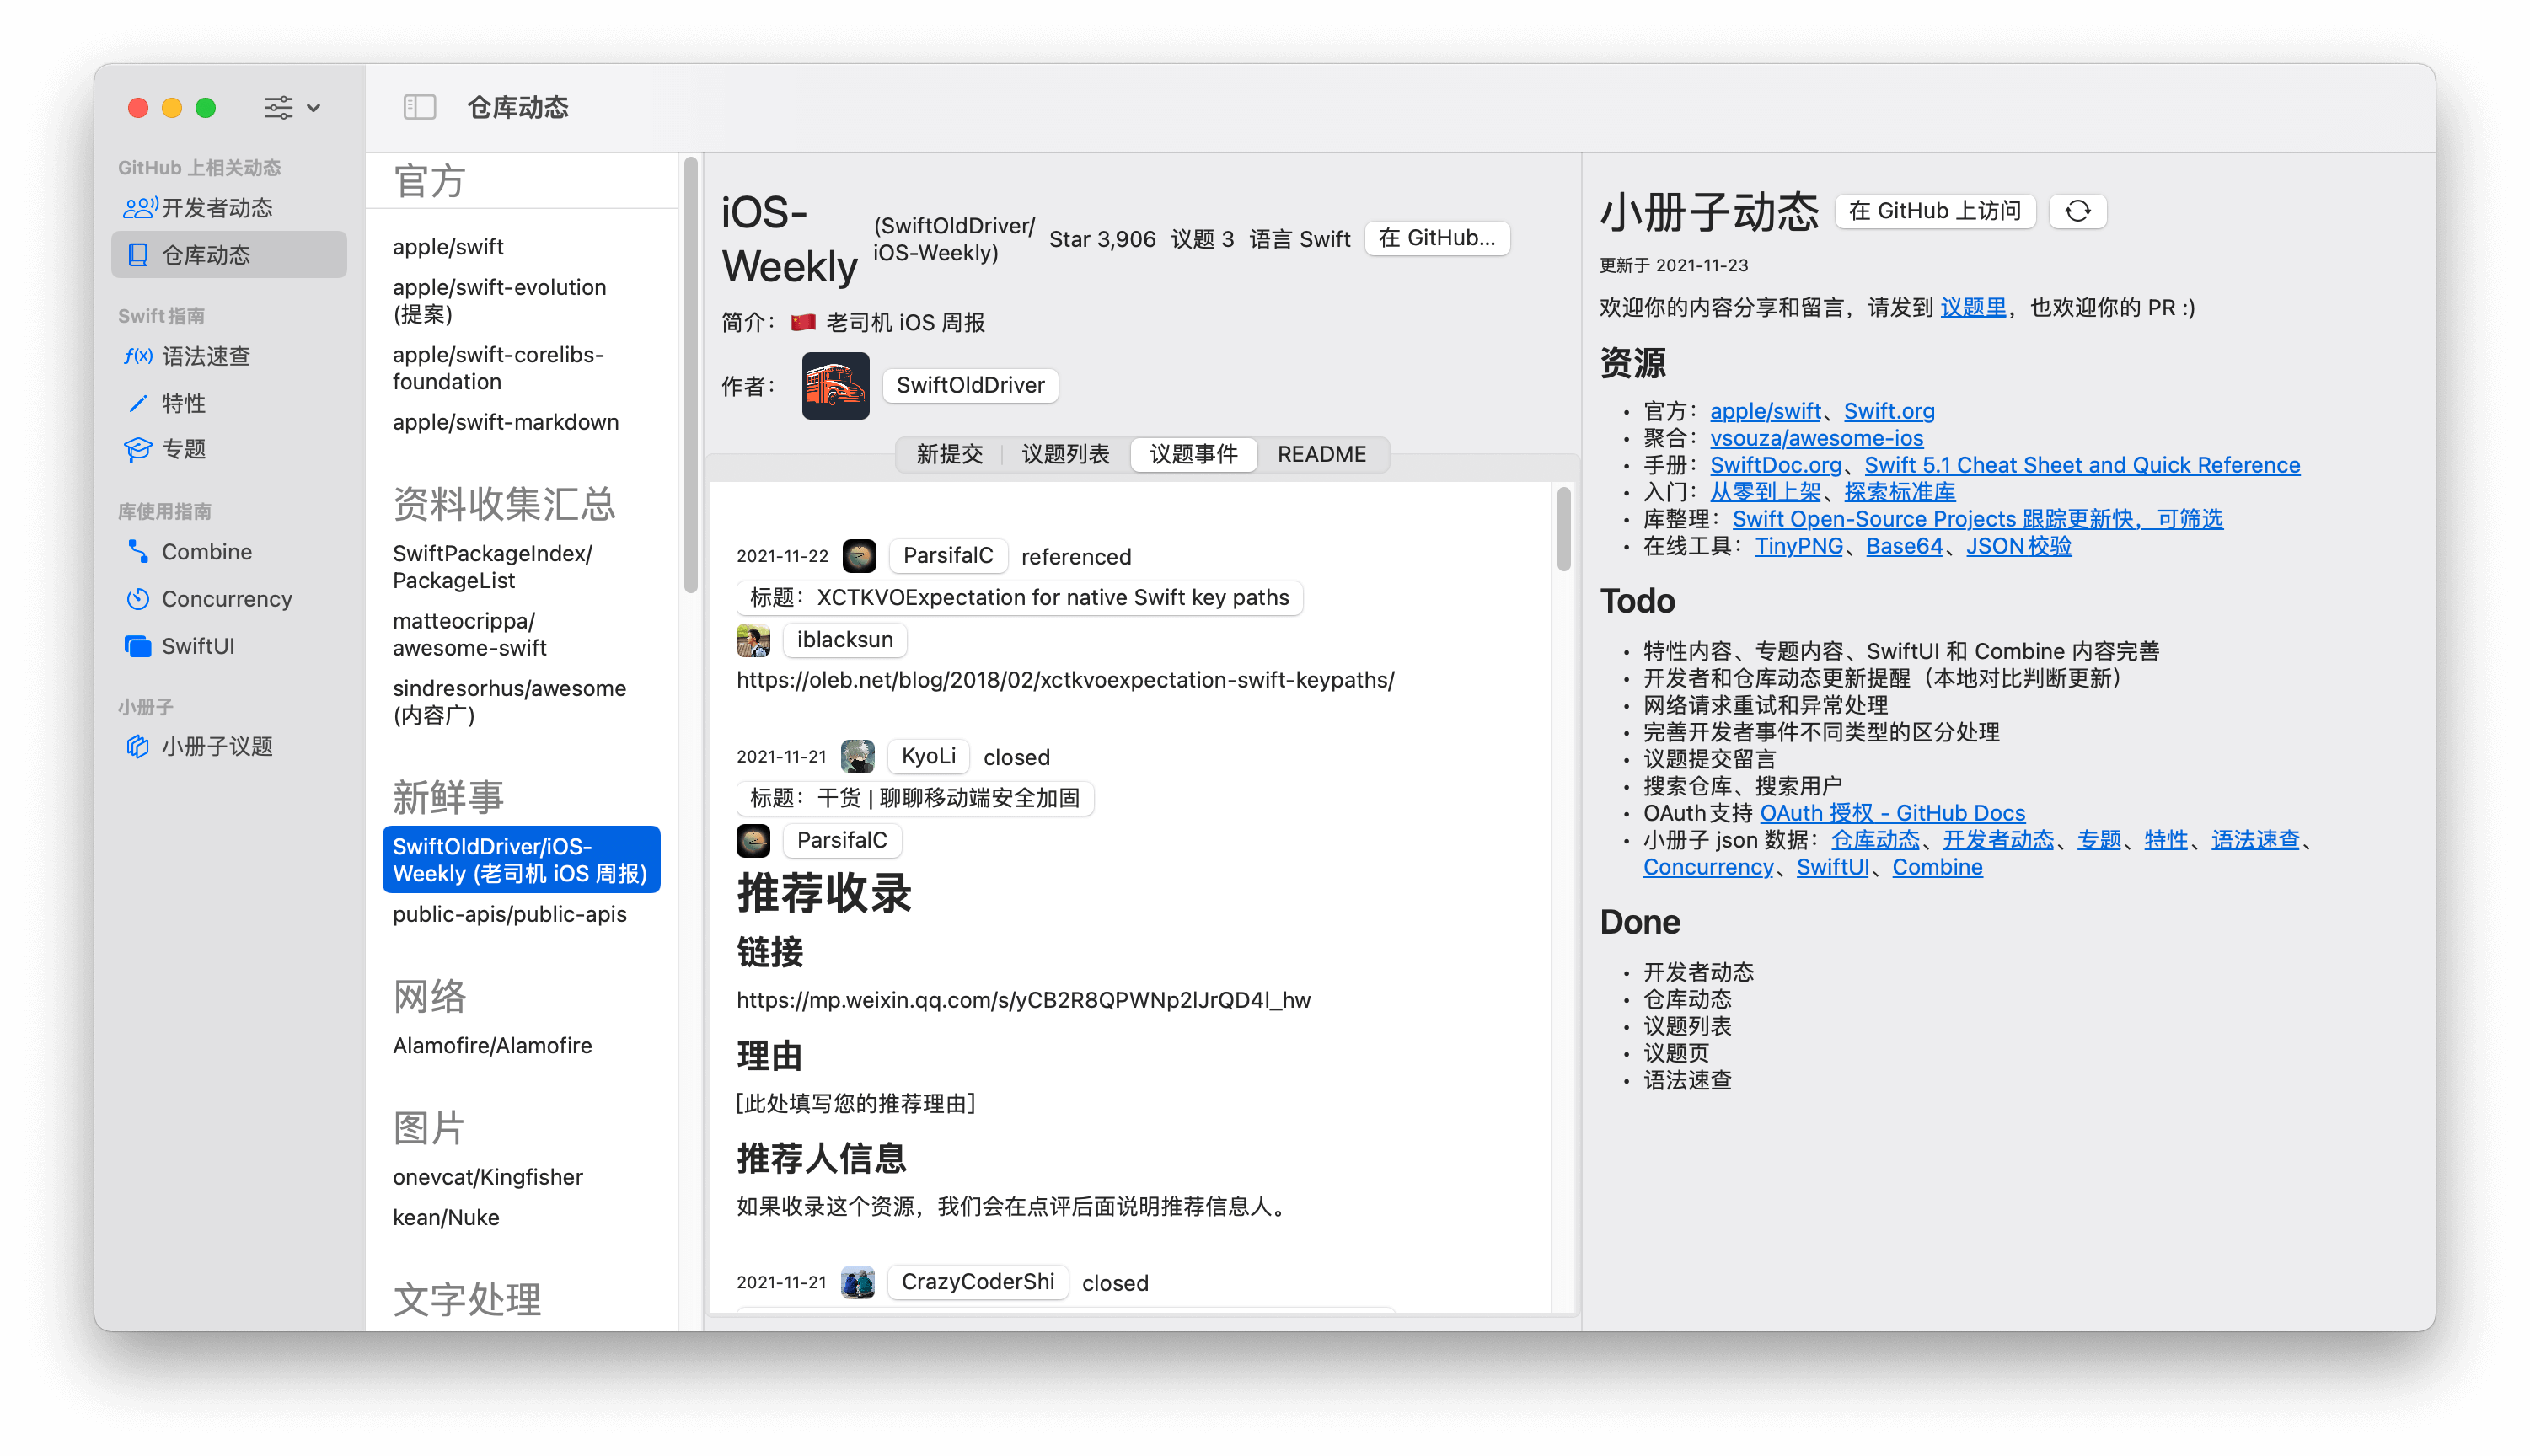 仓库动态
GitHub 上相关动态
开发者动态
仓库动态
Swift指南
语法速查
特性
专题
库使用指南
Combine
Concurrency
SwiftUI
小册子
小册子议题
官方
apple/swift
apple/swift-evolution
(提案)
apple/swift-corelibs-
foundation
apple/swift-markdown
资料收集汇总
SwiftPackageIndex/
PackageList
matteocrippa/
awesome-swift
sindresorhus/awesome
(内容广)
新鲜事
SwiftOldDriver/iOS-
Weekly (老司机 iOS 周报)
public-apis/public-apis
网络
Alamofire/Alamofire
图片
onevcat/Kingfisher
kean/Nuke
文字处理
iOS-
Weekly
(SwiftOldDriver/
iOS-Weekly)
Star 3,906 议题 3 语言 Swift 在 GitHub...
简介：🇨🇳 老司机 iOS 周报
作者： SwiftOldDriver
新提交 议题列表 议题事件 README
2021-11-22 ParsifalC referenced
标题：XCTKVOExpectation for native Swift key paths
iblacksun
https://oleb.net/blog/2018/02/xctkvoexpectation-swift-keypaths/
2021-11-21 KyoLi closed
标题：干货 | 聊聊移动端安全加固
ParsifalC
推荐收录
链接
https://mp.weixin.qq.com/s/yCB2R8QPWNp2lJrQD4l_hw
理由
[此处填写您的推荐理由]
推荐人信息
如果收录这个资源，我们会在点评后面说明推荐信息人。
2021-11-21 CrazyCoderShi closed
小册子动态 在 GitHub 上访问
更新于 2021-11-23
欢迎你的内容分享和留言，请发到 议题里，也欢迎你的 PR :)
资源
• 官方：apple/swift、Swift.org
• 聚合：vsouza/awesome-ios
• 手册：SwiftDoc.org、Swift 5.1 Cheat Sheet and Quick Reference
• 入门：从零到上架、探索标准库
• 库整理：Swift Open-Source Projects 跟踪更新快，可筛选
• 在线工具：TinyPNG、Base64、JSON校验
Todo
• 特性内容、专题内容、SwiftUI 和 Combine 内容完善
• 开发者和仓库动态更新提醒（本地对比判断更新）
• 网络请求重试和异常处理
• 完善开发者事件不同类型的区分处理
• 议题提交留言
• 搜索仓库、搜索用户
• OAuth支持 OAuth 授权 - GitHub Docs
• 小册子 json 数据：仓库动态、开发者动态、专题、特性、语法速查、
Concurrency、SwiftUI、Combine
Done
• 开发者动态
• 仓库动态
• 议题列表
• 议题页
• 语法速查